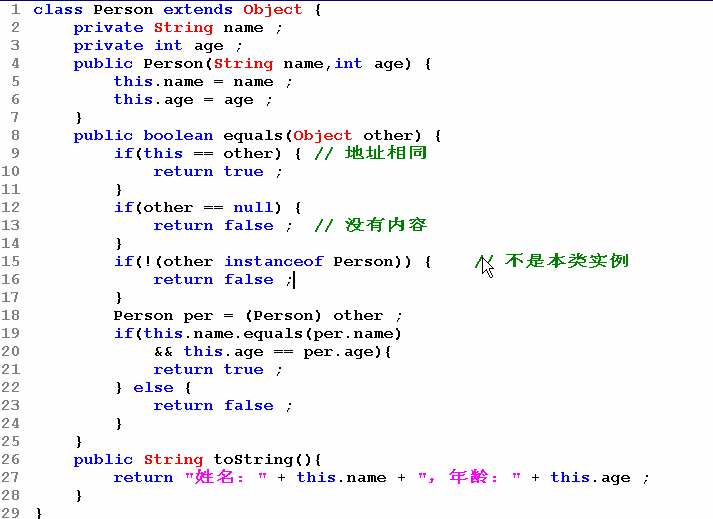 1 class Person extends Object {
2     private String name ;
3     private int age ;
4     public Person(String name,int age) {
5         this.name = name ;
6         this.age = age ;
7     }
8     public boolean equals(Object other) {
9         if(this == other) { // 地址相同
10             return true ;
11         }
12         if(other == null) {
13             return false ;  // 没有内容
14         }
15         if(!(other instanceof Person)) {    // 不是本类实例
16             return false ;
17         }
18         Person per = (Person) other ;
19         if(this.name.equals(per.name)
20             && this.age == per.age){
21             return true ;
22         } else {
23             return false ;
24         }
25     }
26     public String toString(){
27         return "姓名：" + this.name + "，年龄：" + this.age ;
28     }
29 }